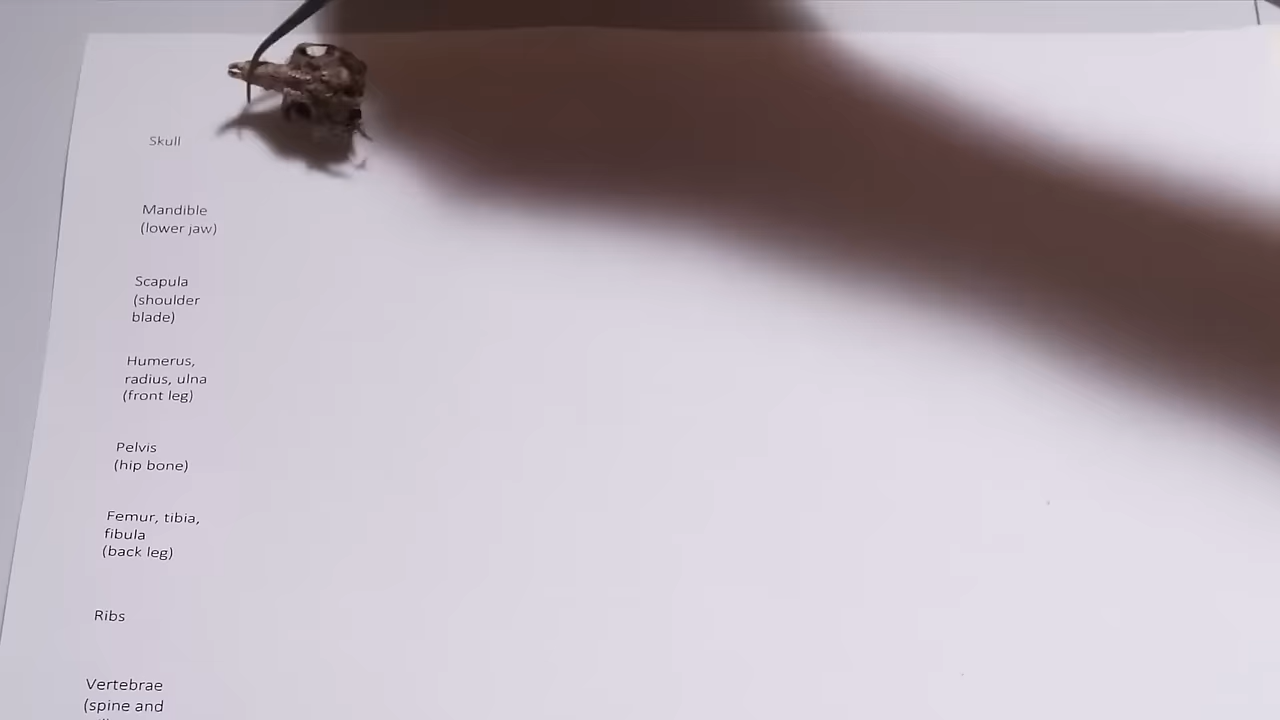 Skull
Mandible
(lower jaw)
Scapula
(shoulder
blade)
Humerus,
radius, ulna
(front leg)
Pelvis
(hip bone)
Femur, tibia,
fibula
(back leg)
Ribs
Vertebrae
(spine and